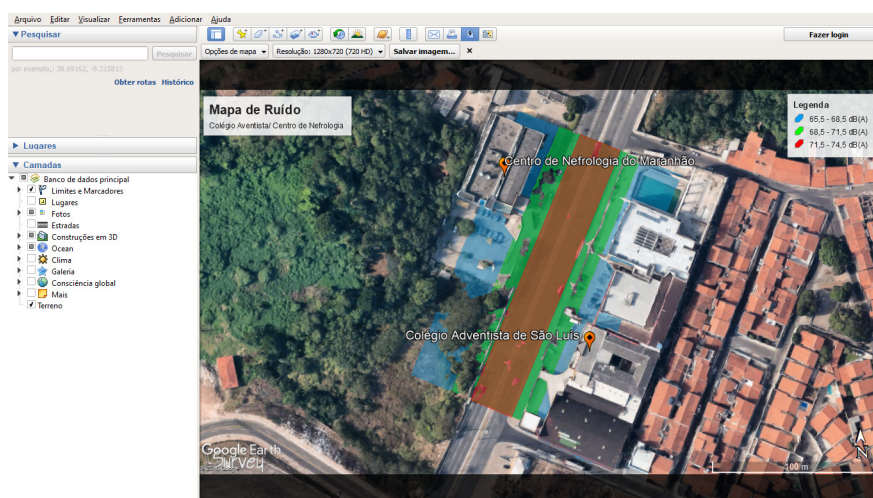 Arquivo Editar Visualizar Ferramentas Adicionar Ajuda
Pesquisar
Pesquisar
por exemplo,: 38.69162, -9.215813
Obter rotas Histórico
Lugares
Camadas
Banco de dados principal
Limites e Marcadores
Lugares
Fotos
Estradas
Construções em 3D
Ocean
Clima
Galeria
Consciência global
Mais
Terreno
Fazer login
Opções de mapa Resolução: 1280x720 (720 HD) Salvar imagem...
Mapa de Ruído
Colégio Aventista/ Centro de Nefrologia
Legenda
65,5 - 68,5 dB(A)
68,5 - 71,5 dB(A)
71,5 - 74,5 dB(A)
Centro de Nefrologia do Maranhão
Colégio Adventista de São Luís
Google Earth
N
100 m